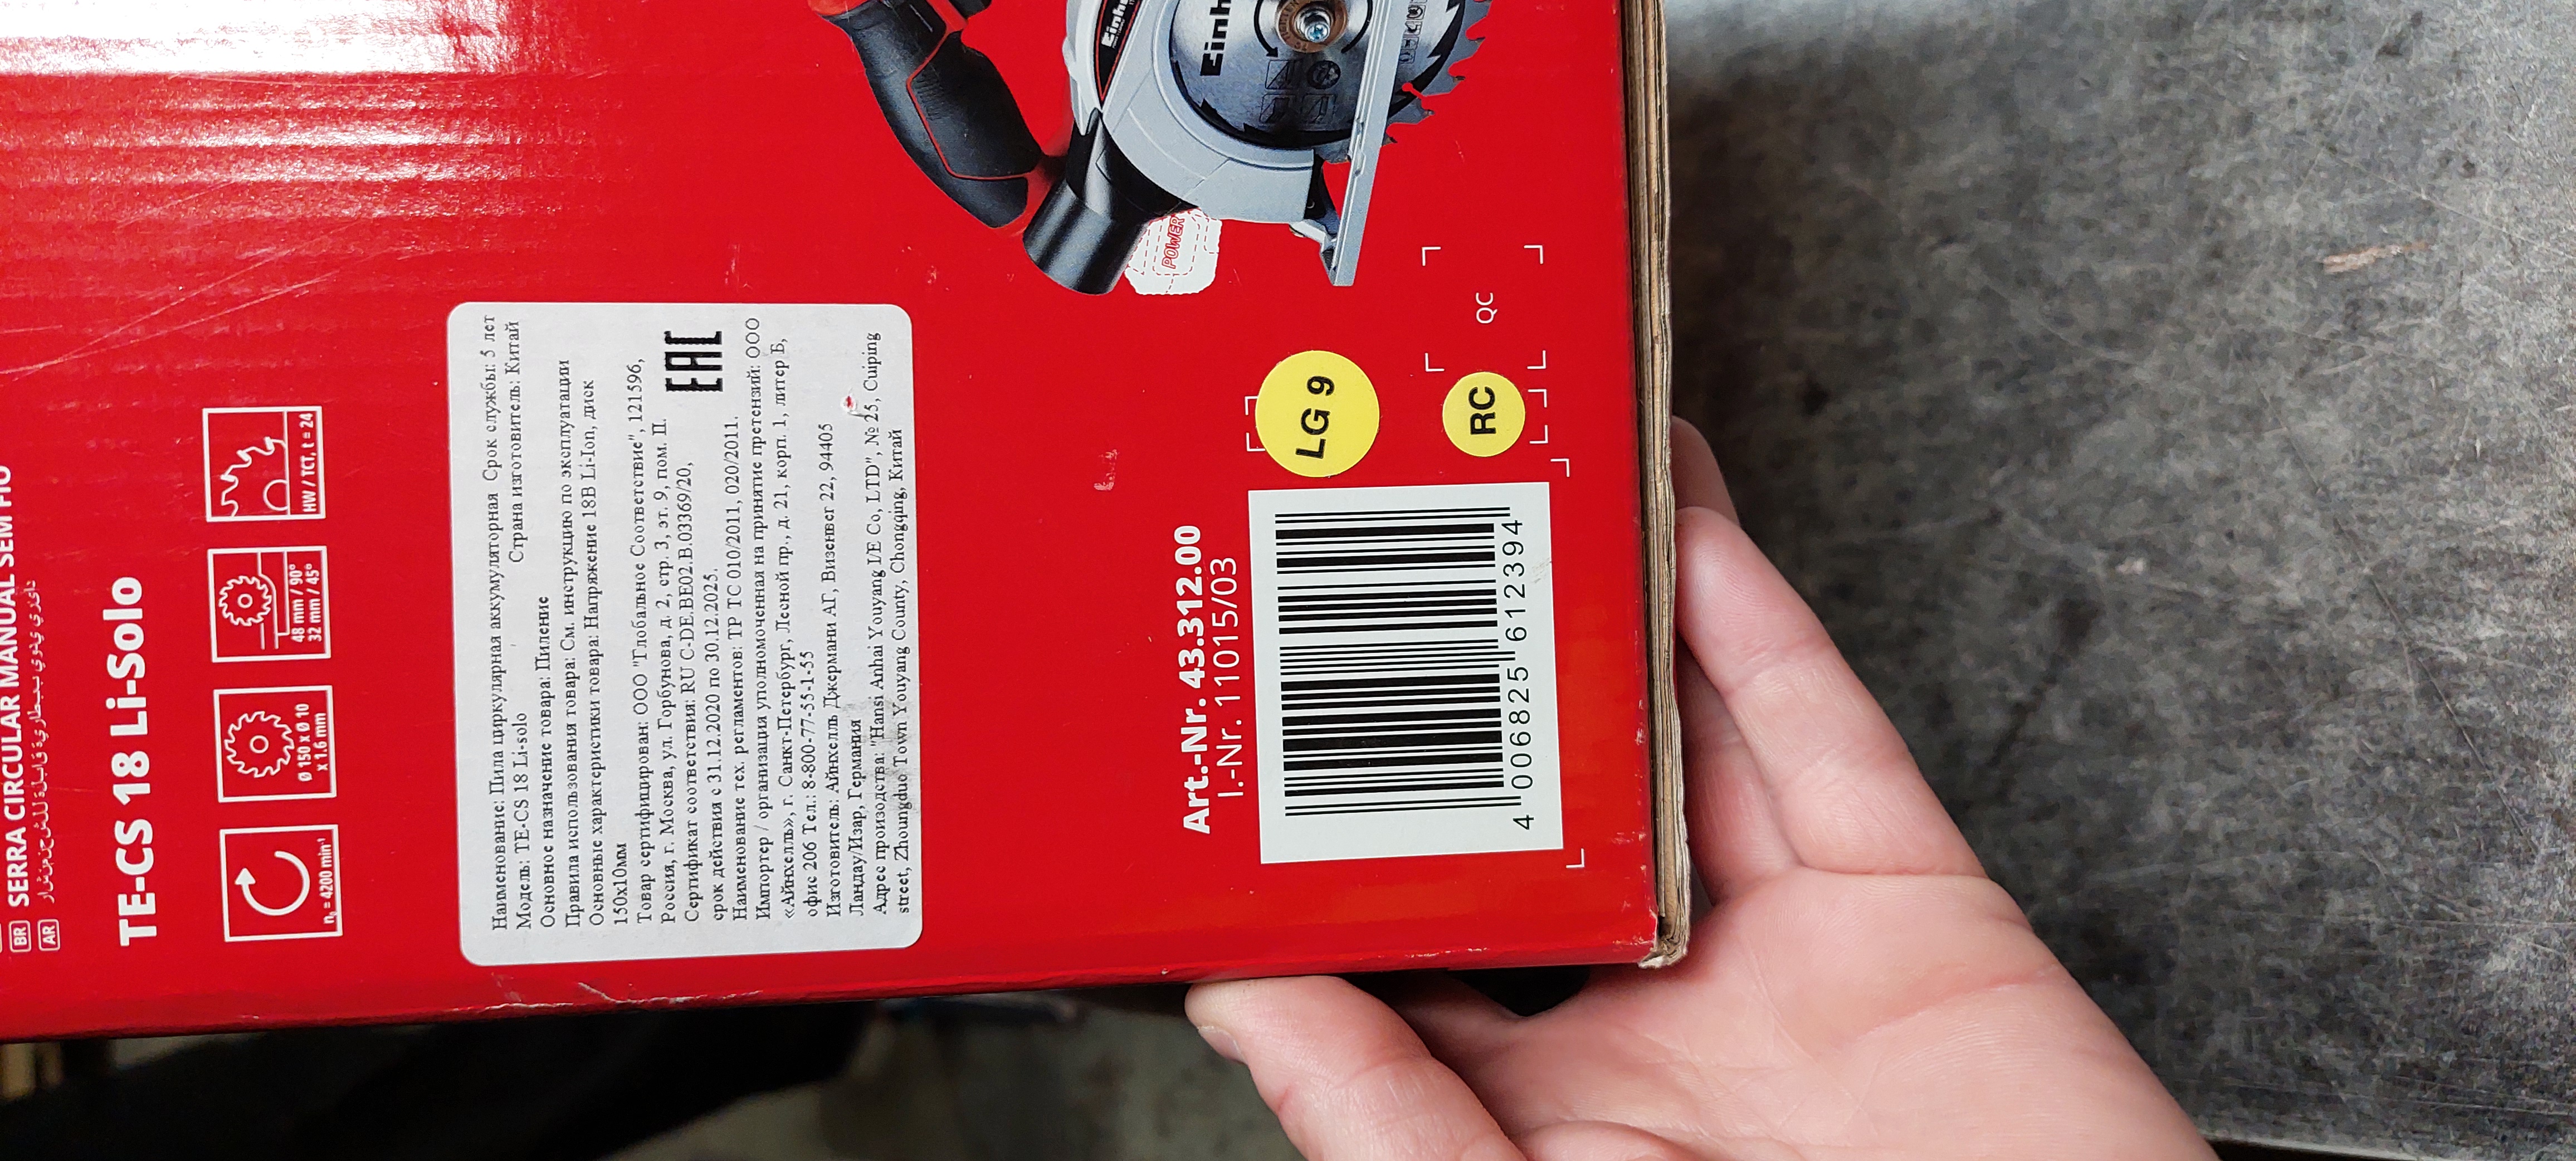 BR SERRA CIRCULAR MANUAL SEM FIO
AR
TE-CS 18 Li-Solo
n₀ = 4200 min⁻¹
Ø 150 x Ø 10
x 1.6 mm
48 mm / 90°
32 mm / 45°
HW / TCT, t = 24
Наименование: Пила циркулярная аккумуляторная Срок службы: 5 лет
Модель: TE-CS 18 Li-solo Страна изготовитель: Китай
Основное назначение товара: Пиление
Правила использования товара: См. инструкцию по эксплуатации
Основные характеристики товара: Напряжение 18В Li-Ion, диск
150х10мм
Товар сертифицирован: ООО "Глобальное Соответствие", 121596,
Россия, г. Москва, ул. Горбунова, д. 2, стр. 3, эт. 9, пом. II.
Сертификат соответствия: RU C-DE.BE02.B.03369/20,
срок действия с 31.12.2020 по 30.12.2025.
EAC
Наименование тех. регламентов: ТР ТС 010/2011, 020/2011.
Импортер / организация уполномоченная на принятие претензий: ООО
«Айнхелль», г. Санкт-Петербург, Лесной пр., д. 21, корп. 1, литер Б,
офис 206 Тел.: 8-800-77-55-1-55
Изготовитель: Айнхелль Джермани АГ, Визенвег 22, 94405
Ландау/Изар, Германия
Адрес производства: "Hansi Anhai Youyang I/E Co, LTD", № 25, Cuiping
street, Zhoungduo Town Youyang County, Chongqing, Китай
POWER
Einh
Einh
Art.-Nr. 43.312.00
I.-Nr. 11015/03
4 006825 612394
LG 9
RC
QC